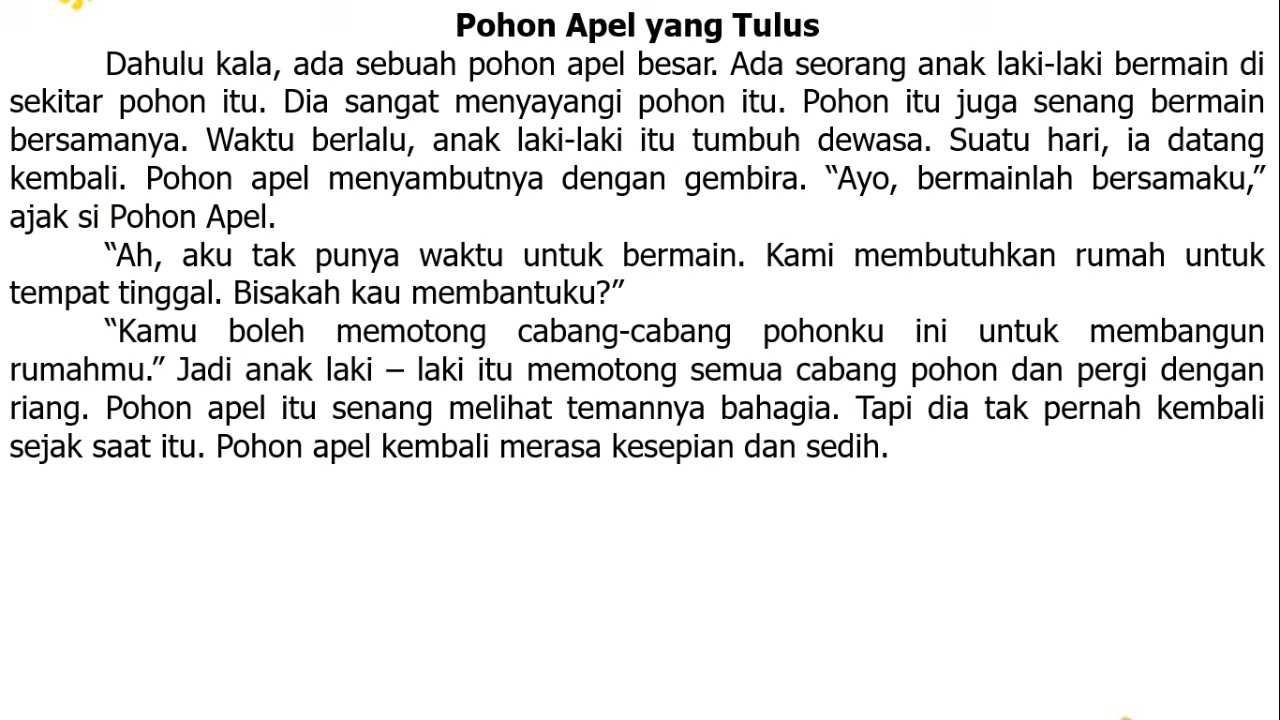 Pohon Apel yang Tulus
Dahulu kala, ada sebuah pohon apel besar. Ada seorang anak laki-laki bermain di
sekitar pohon itu. Dia sangat menyayangi pohon itu. Pohon itu juga senang bermain
bersamanya. Waktu berlalu, anak laki-laki itu tumbuh dewasa. Suatu hari, ia datang
kembali. Pohon apel menyambutnya dengan gembira. “Ayo, bermainlah bersamaku,”
ajak si Pohon Apel.
“Ah, aku tak punya waktu untuk bermain. Kami membutuhkan rumah untuk
tempat tinggal. Bisakah kau membantuku?”
“Kamu boleh memotong cabang-cabang pohonku ini untuk membangun
rumahmu.” Jadi anak laki – laki itu memotong semua cabang pohon dan pergi dengan
riang. Pohon apel itu senang melihat temannya bahagia. Tapi dia tak pernah kembali
sejak saat itu. Pohon apel kembali merasa kesepian dan sedih.